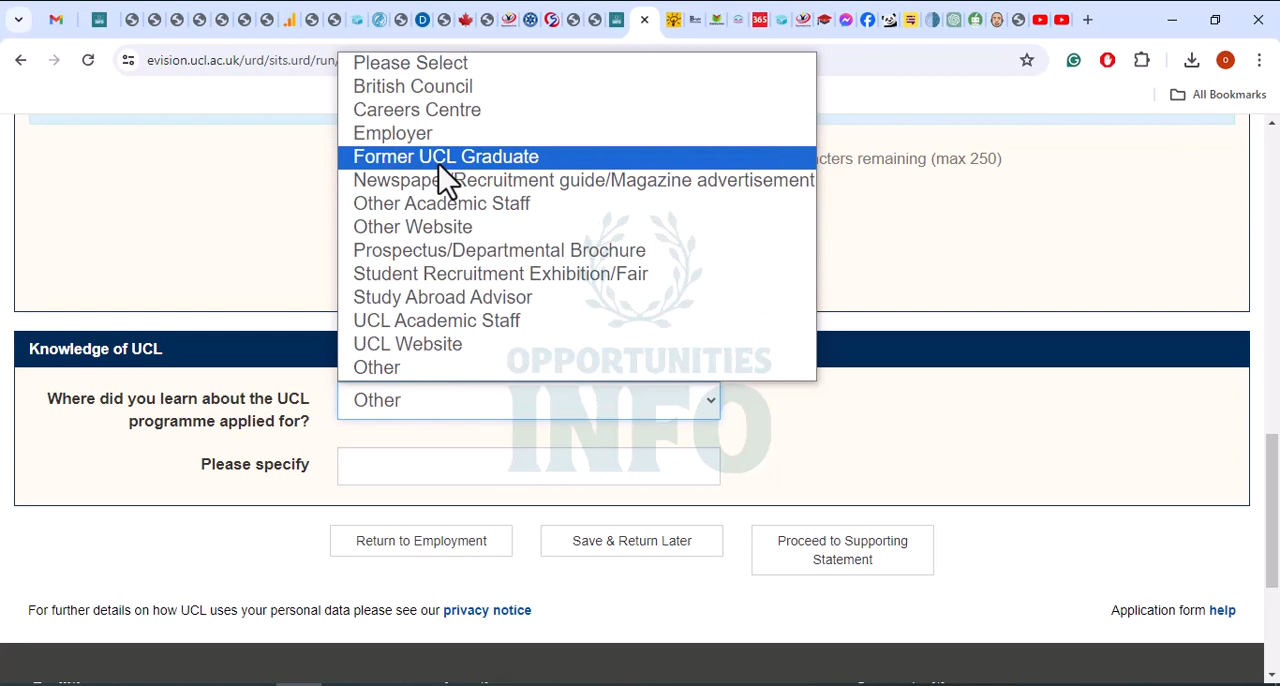 evision.ucl.ac.uk/urd/sits.urd/run/
All Bookmarks
Please Select
British Council
Careers Centre
Employer
Former UCL Graduate
Newspaper/Recruitment guide/Magazine advertisement
Other Academic Staff
Other Website
Prospectus/Departmental Brochure
Student Recruitment Exhibition/Fair
Study Abroad Advisor
UCL Academic Staff
UCL Website
Other
acters remaining (max 250)
OPPORTUNITIES
INFO
Knowledge of UCL
Where did you learn about the UCL
programme applied for?
Other
Please specify
Return to Employment
Save & Return Later
Proceed to Supporting
Statement
For further details on how UCL uses your personal data please see our privacy notice
Application form help